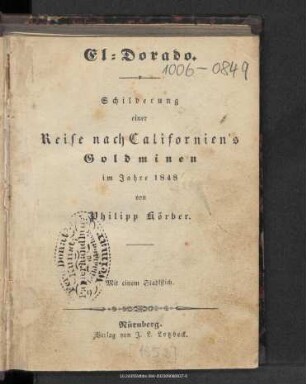 El=Dorado.
1006-0849
Schilderung
einer
Reise nach Californien's
Goldminen
im Jahre 1848
von
Philipp Körber.
Mit einem Stahlstich.
Nürnberg.
Verlag von J. L. Lotzbeck.